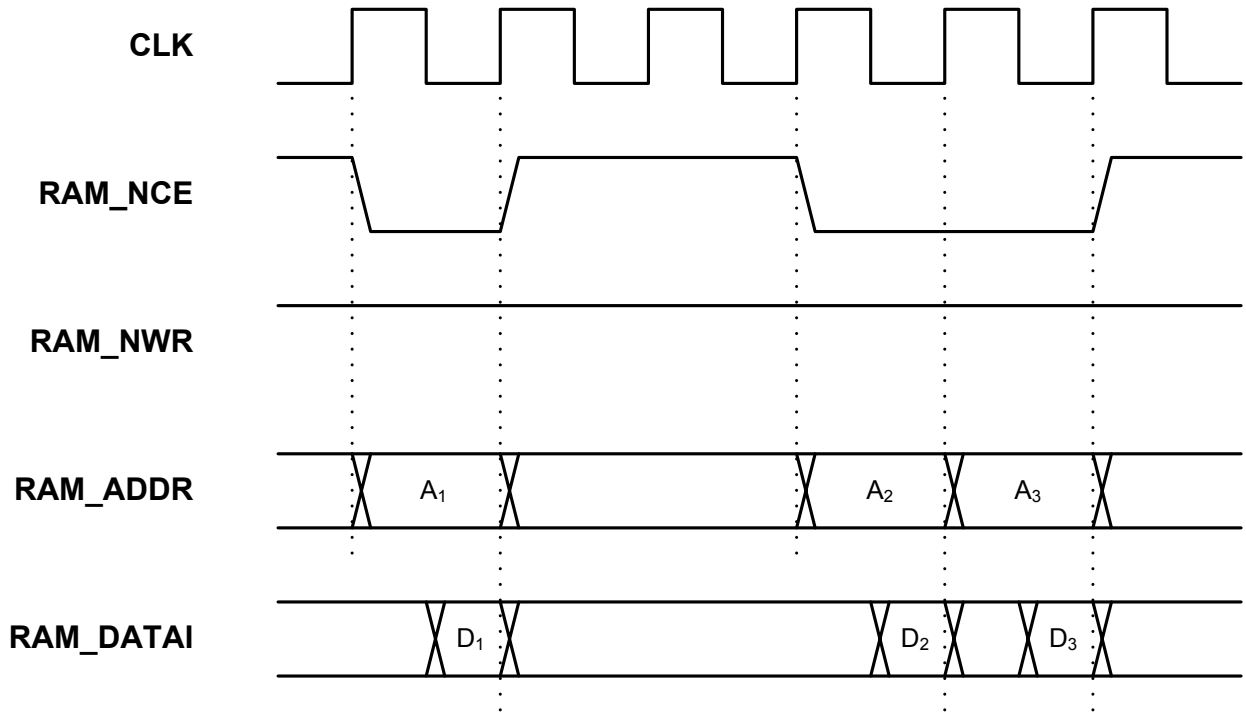 CLK
RAM_NCE
RAM_NWR
RAM_ADDR A₁ A₂ A₃
RAM_DATAI D₁ D₂ D₃